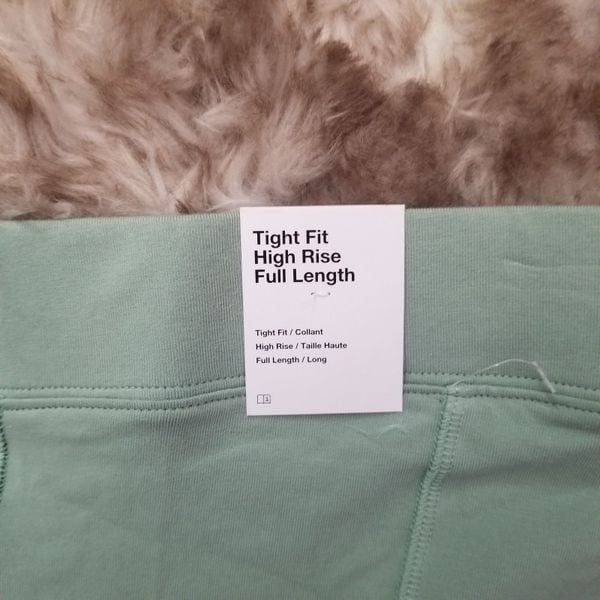 Tight Fit
High Rise
Full Length
Tight Fit / Collant
High Rise / Taille Haute
Full Length / Long